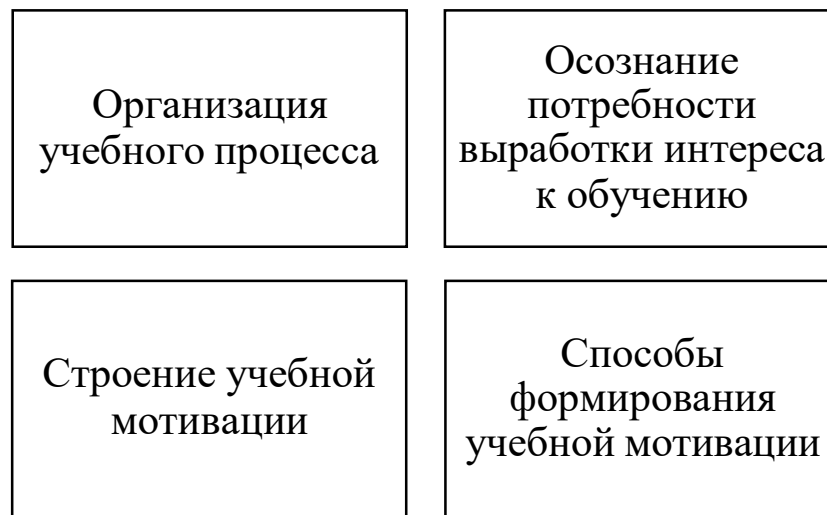 Организация
учебного процесса
Осознание
потребности
выработки интереса
к обучению
Строение учебной
мотивации
Способы
формирования
учебной мотивации